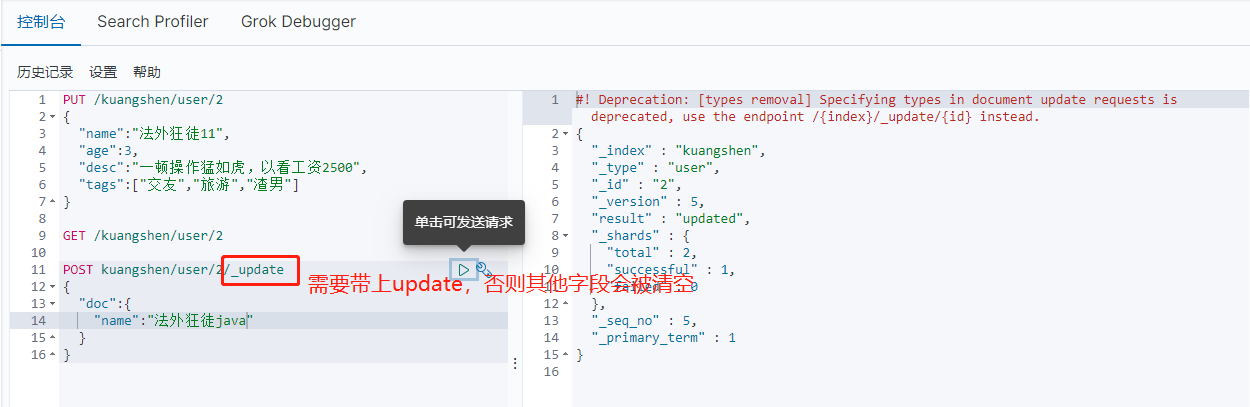 控制台 Search Profiler Grok Debugger
历史记录 设置 帮助
1 PUT /kuangshen/user/2
2 {
3 "name":"法外狂徒11",
4 "age":3,
5 "desc":"一顿操作猛如虎，以看工资2500",
6 "tags":["交友","旅游","渣男"]
7 }
8
9 GET /kuangshen/user/2
10
11 POST kuangshen/user/2/_update
12 {
13 "doc":{
14 "name":"法外狂徒java"
15 }
16 }
单击可发送请求
需要带上update，否则其他字段会被清空
1 #! Deprecation: [types removal] Specifying types in document update requests is
deprecated, use the endpoint /{index}/_update/{id} instead.
2 {
3 "_index" : "kuangshen",
4 "_type" : "user",
5 "_id" : "2",
6 "_version" : 5,
7 "result" : "updated",
8 "_shards" : {
9 "total" : 2,
10 "successful" : 1,
11 "failed" : 0
12 },
13 "_seq_no" : 5,
14 "_primary_term" : 1
15 }
16